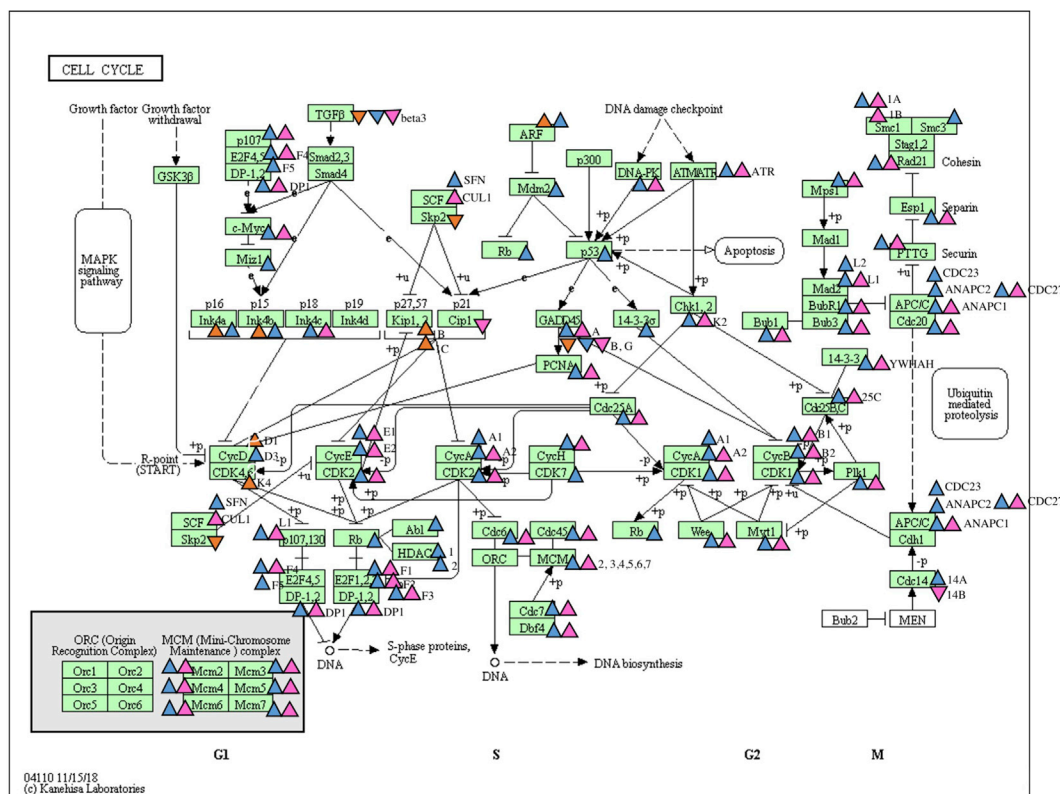 CELL CYCLE
Growth factor
Growth factor
withdrawal
TGFβ
beta3
DNA damage checkpoint
1A
1B
Smc1
Smc3
Stag1,2
Rad21
Cohesin
p107
E2F4,5
DP-1,2
F4
F5
DP1
Smad2,3
Smad4
ARF
p300
DNA-PK
ATM/ATR
ATR
GSK3β
SFN
SCF
CUL1
Skp2
Mdm2
Mps1
+p
Esp1
Separin
e
e
c-Myc
Miz1
e
e
e
+u
+u
Rb
p53
+p
+p
+p
+p
Apoptosis
Mad1
+p
PTTG
Securin
+u
MAPK
signaling
pathway
L2
Mad2
L1
BubR1
Bub3
Bub1
CDC23
ANAPC2
CDC27
APC/C
ANAPC1
Cdc20
p16
p15
p18
p19
p27,57
p21
Ink4a
Ink4b
Ink4c
Ink4d
Kip1, 2
Cip1
e
e
GADD45
A
B, G
14-3-2σ
Chk1, 2
K2
+p
1B
1C
PCNA
14-3-3
YWHAH
+p
Cdc25A
+p
25C
Ubiquitin
mediated
proteolysis
R-point
(START)
+p
D1
CycD
D3
CDK4,6
K4
-p
+p
E1
CycE
E2
CDK2
-p
A1
CycA
A2
CDK2
-p
CycH
CDK7
A1
CycA
A2
CDK1
B1
CycB
B2
CDK1
+p
Plk1
+u
SFN
SCF
CUL1
Skp2
+p
L1
p107,130
+p
Rb
Abl
HDAC
1
2
+p
Cdc6
ORC
Cdc45
MCM
2, 3,4,5,6,7
+p
+p
Rb
Wee
Myt1
+p
+p
CDC23
ANAPC2
CDC27
APC/C
ANAPC1
Cdh1
+p
-p
F4
F5
E2F4,5
DP-1,2
DP1
F1
F2
F3
DP-1,2
DP1
+p
Cdc7
Dbf4
Cdc14
14A
14B
Bub2
MEN
DNA
S-phase proteins,
CycE
DNA
DNA biosynthesis
ORC (Origin
Recognition Complex)
MCM (Mini-Chromosome
Maintenance ) complex
Orc1
Orc2
Mcm2
Mcm3
Orc3
Orc4
Mcm4
Mcm5
Orc5
Orc6
Mcm6
Mcm7
G1
S
G2
M
04110 11/15/18
(c) Kanehisa Laboratories